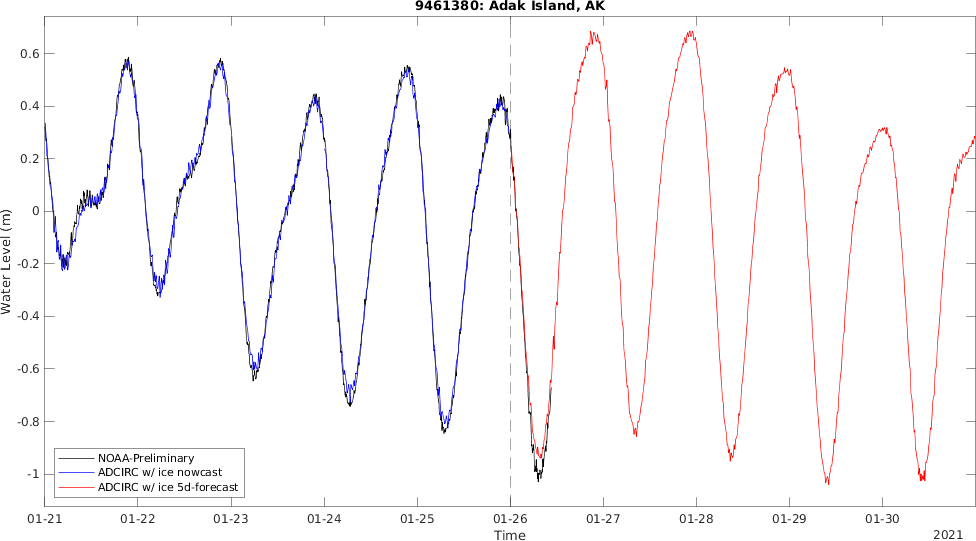 9461380: Adak Island, AK
Water Level (m)
0.6
0.4
0.2
0
-0.2
-0.4
-0.6
-0.8
-1
NOAA-Preliminary
ADCIRC w/ ice nowcast
ADCIRC w/ ice 5d-forecast
01-21 01-22 01-23 01-24 01-25 01-26 01-27 01-28 01-29 01-30
Time
2021